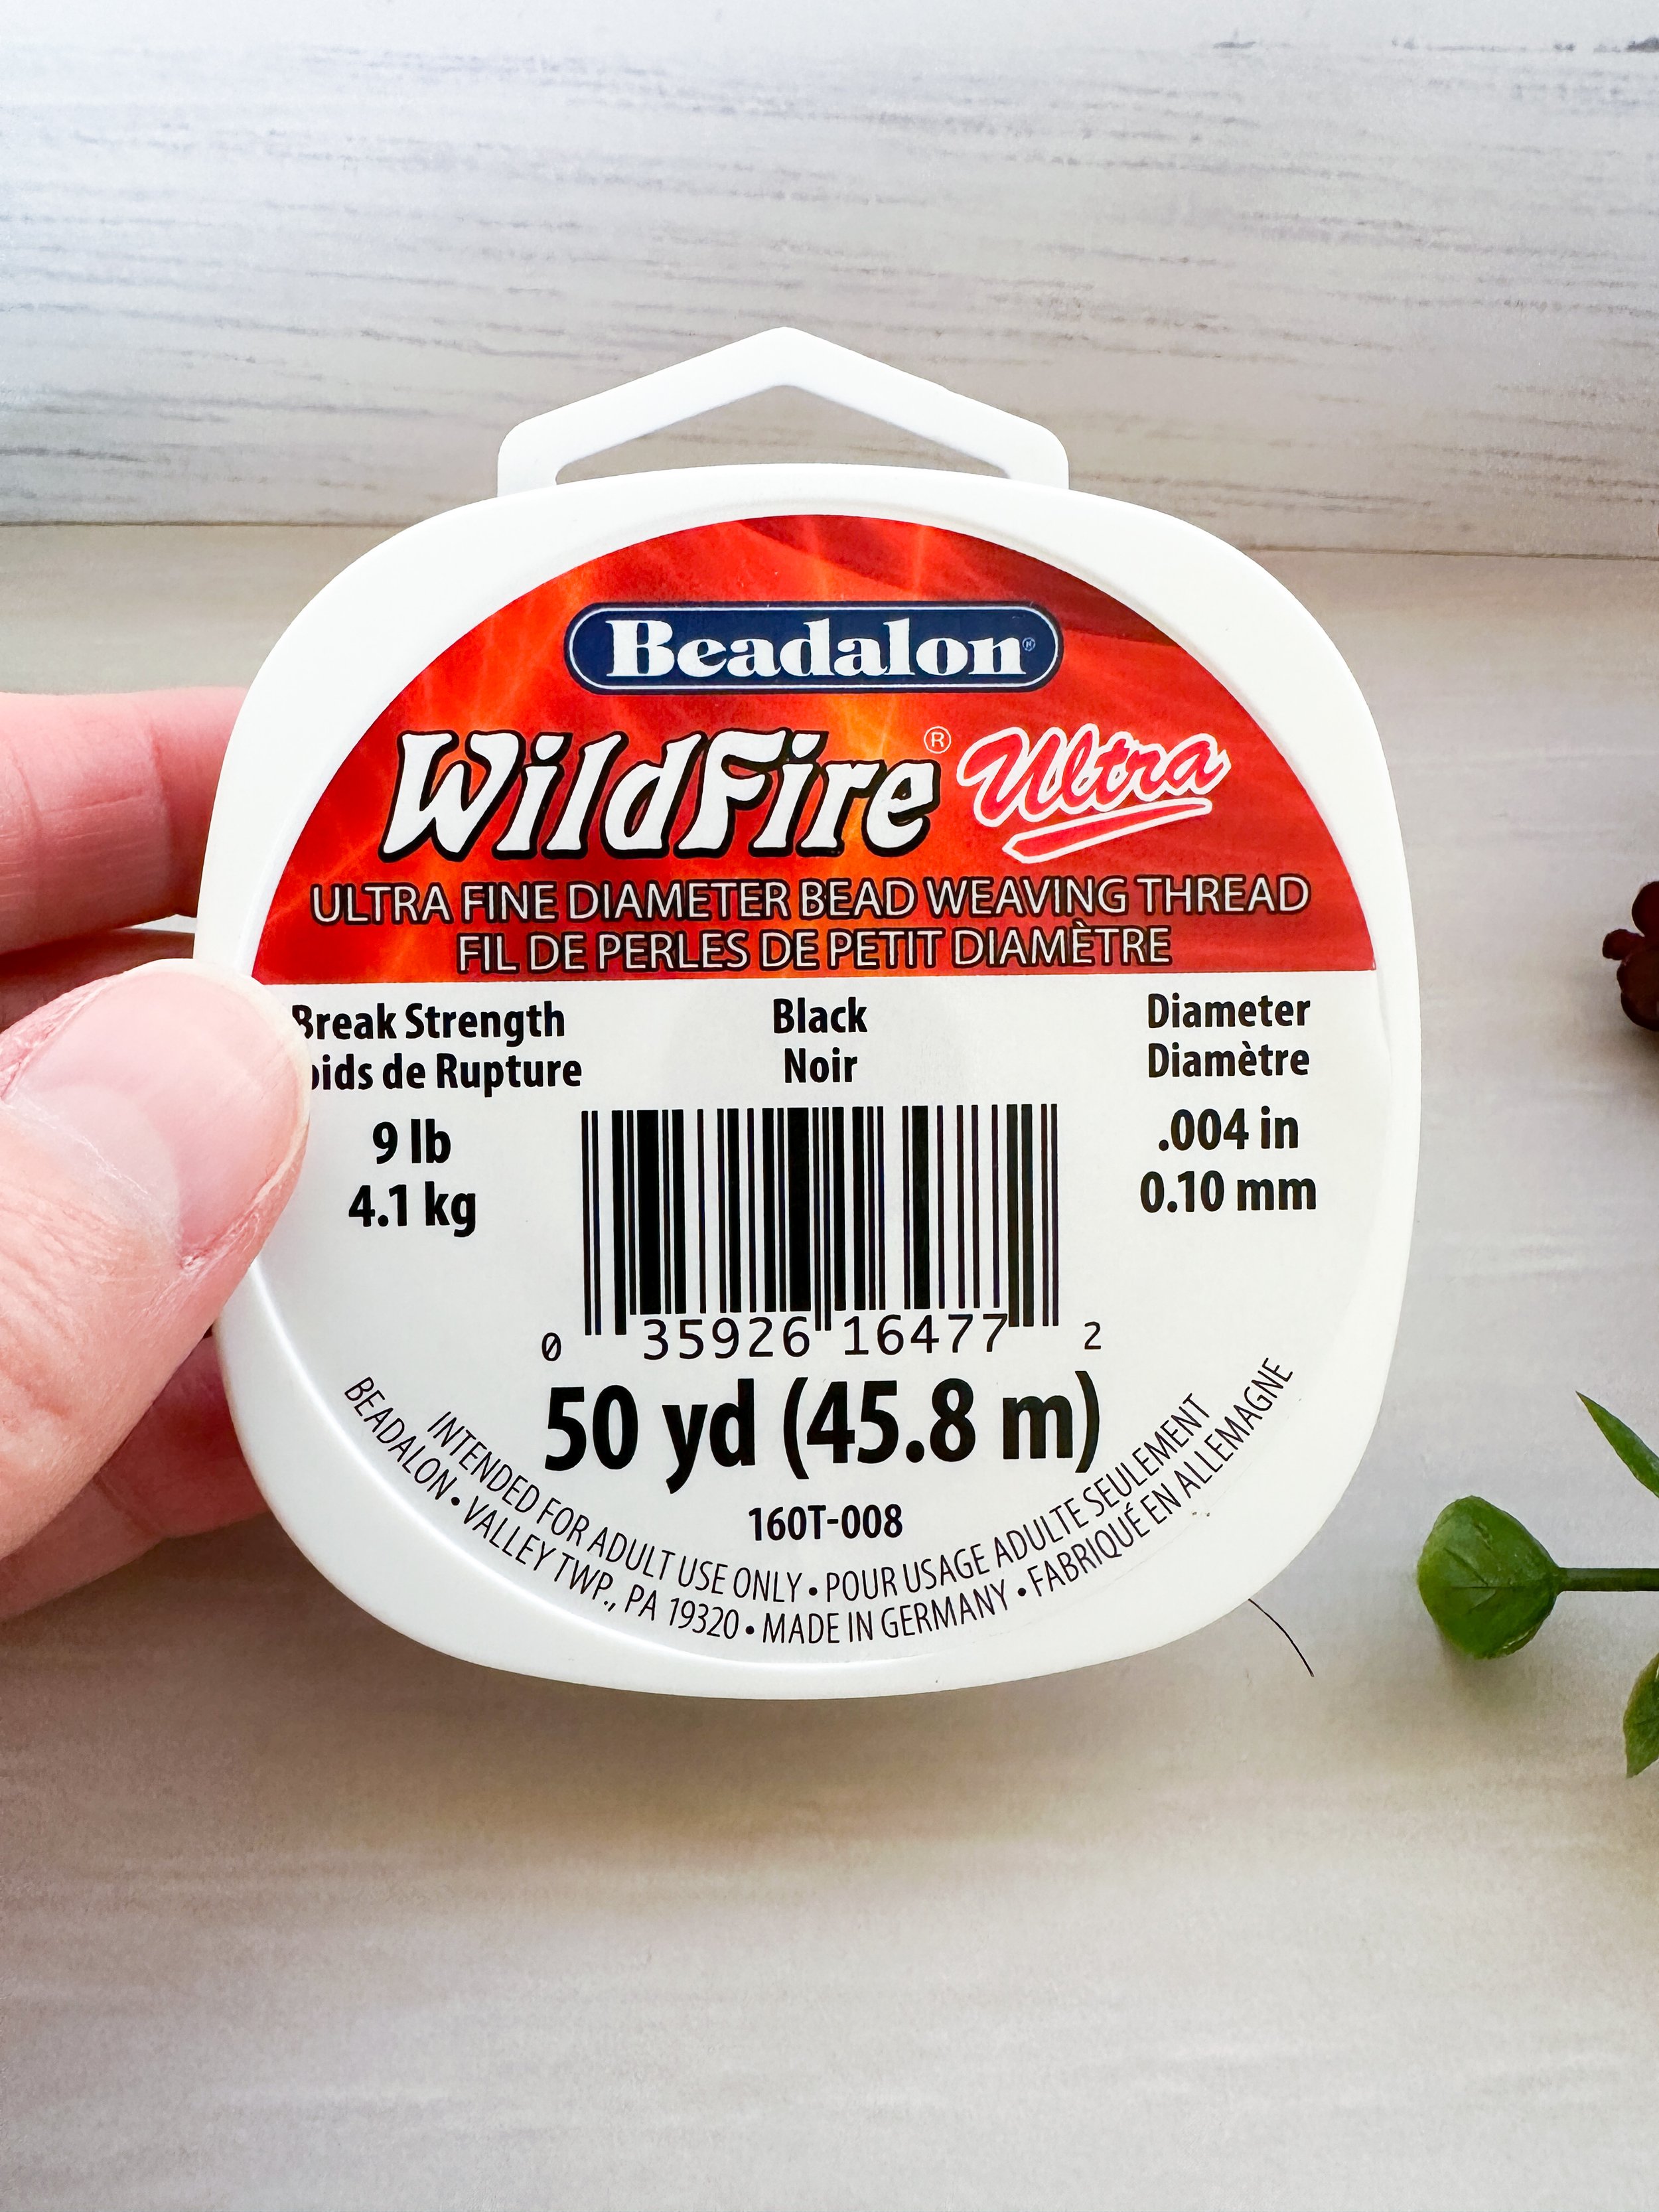 Beadalon®
WildFire® Ultra
ULTRA FINE DIAMETER BEAD WEAVING THREAD
FIL DE PERLES DE PETIT DIAMÈTRE
Break Strength
de Rupture
9 lb
4.1 kg
Black
Noir
Diameter
Diamètre
.004 in
0.10 mm
0 35926 16477 2
50 yd (45.8 m)
160T-008
INTENDED FOR ADULT USE ONLY • POUR USAGE ADULTE SEULEMENT
BEADALON • VALLEY TWP., PA 19320 • MADE IN GERMANY • FABRIQUÉ EN ALLEMAGNE